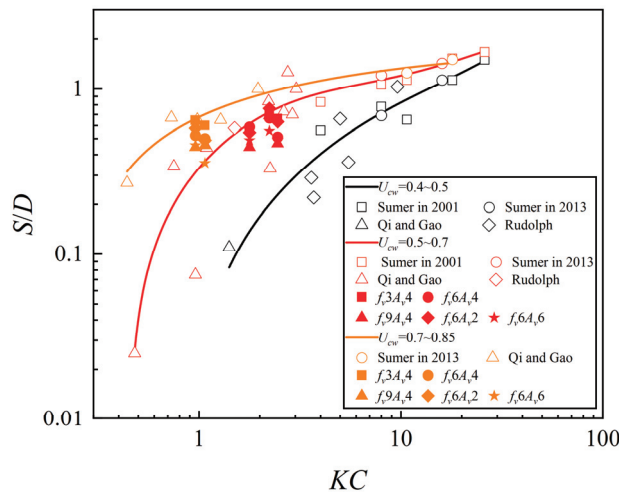 10
1
0.1
0.01
S/D
1
10
100
KC
U_cw=0.4~0.5
Sumer in 2001 Sumer in 2013
Qi and Gao Rudolph
U_cw=0.5~0.7
Sumer in 2001 Sumer in 2013
Qi and Gao Rudolph
f_v3A_v4 f_v6A_v4
f_v9A_v4 f_v6A_v2 f_v6A_v6
U_cw=0.7~0.85
Sumer in 2013 Qi and Gao
f_v3A_v4 f_v6A_v4
f_v9A_v4 f_v6A_v2 f_v6A_v6